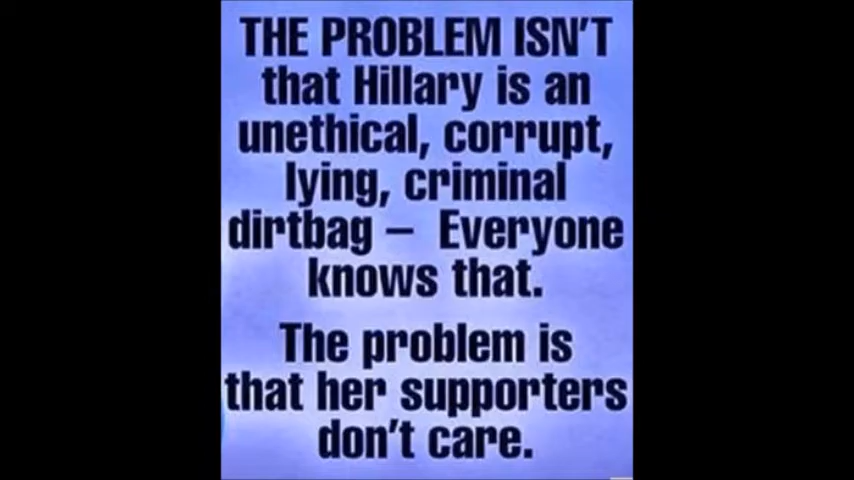 THE PROBLEM ISN'T
that Hillary is an
unethical, corrupt,
lying, criminal
dirtbag – Everyone
knows that.
The problem is
that her supporters
don't care.